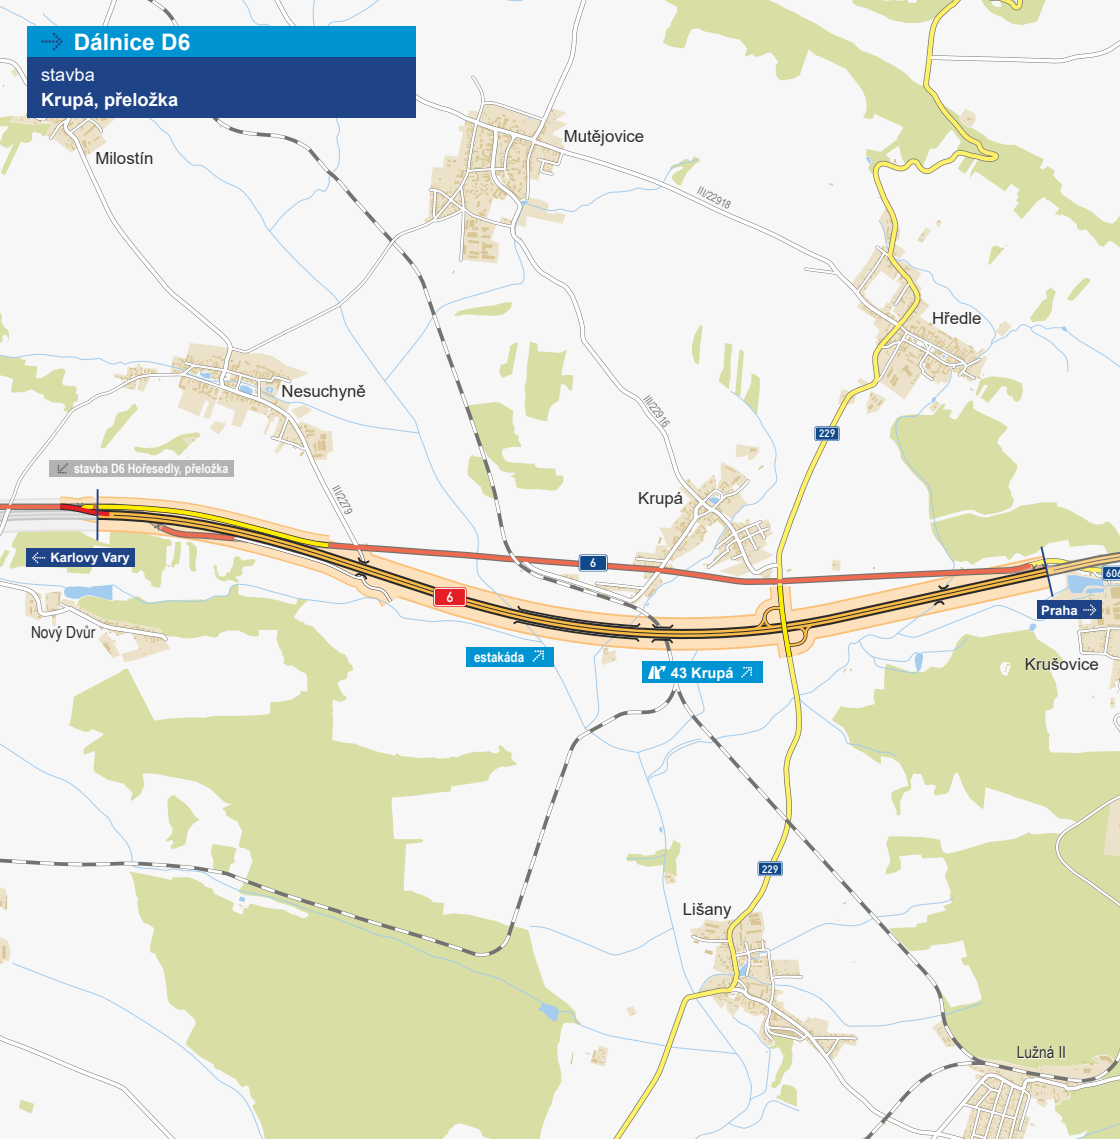 Dálnice D6
stavba
Krupá, přeložka
Milostín
Mutějovice
III/22918
Hředle
Nesuchyně
III/22916
229
stavba D6 Hořesedly, přeložka
III/2279
Krupá
Karlovy Vary
6
606
6
Praha
Nový Dvůr
estakáda
43 Krupá
Krušovice
229
Lišany
Lužná II